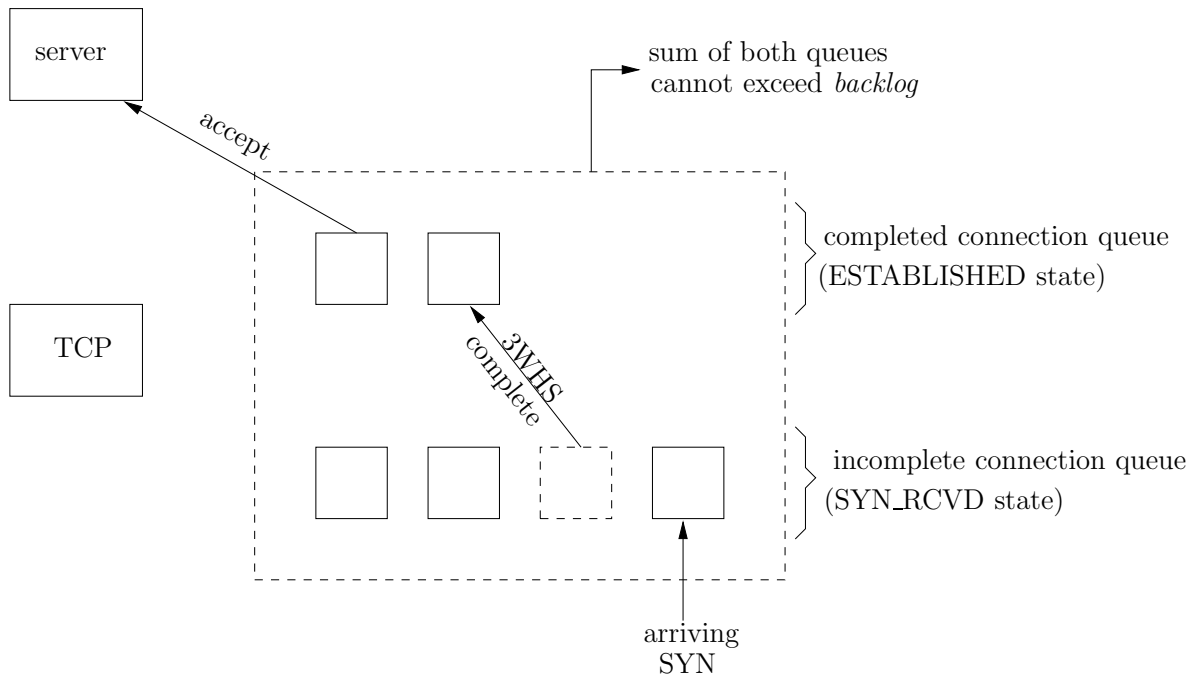 server
sum of both queues
cannot exceed backlog
accept
completed connection queue
(ESTABLISHED state)
TCP
3WHS
complete
incomplete connection queue
(SYN_RCVD state)
arriving
SYN